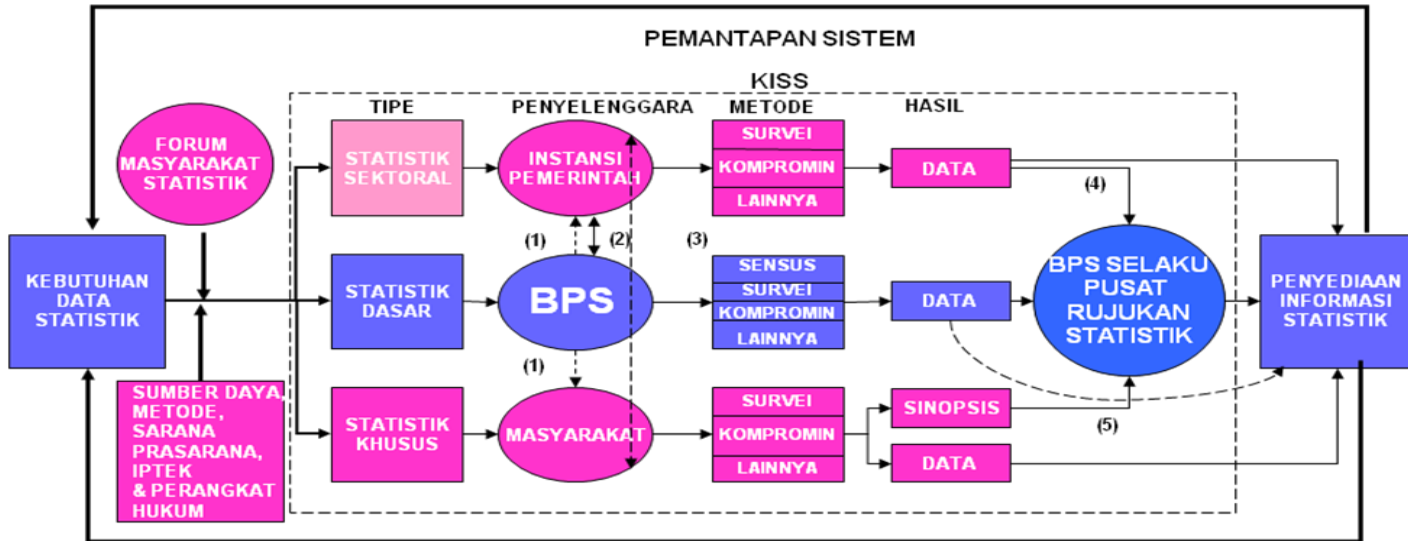 PEMANTAPAN SISTEM
KISS
TIPE
PENYELENGGARA
METODE
HASIL
FORUM
MASYARAKAT
STATISTIK
KEBUTUHAN
DATA
STATISTIK
SUMBER DAYA,
METODE,
SARANA
PRASARANA,
IPTEK
& PERANGKAT
HUKUM
STATISTIK
SEKTORAL
INSTANSI
PEMERINTAH
SURVEI
KOMPROMIN
LAINNYA
DATA
(4)
(1)
(2)
(3)
STATISTIK
DASAR
BPS
SENSUS
SURVEI
KOMPROMIN
LAINNYA
DATA
BPS SELAKU
PUSAT
RUJUKAN
STATISTIK
PENYEDIAAN
INFORMASI
STATISTIK
(1)
STATISTIK
KHUSUS
MASYARAKAT
SURVEI
KOMPROMIN
LAINNYA
SINOPSIS
DATA
(5)